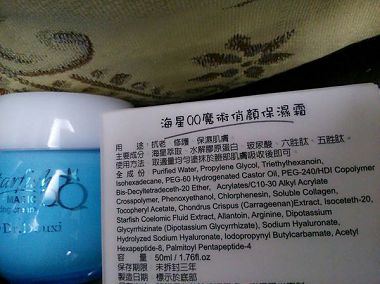 海星QQ魔術俏顏保濕霜
用　　途：抗老 修護 保濕肌膚
主要成分：海星萃取、水解膠原蛋白、玻尿酸、六胜肽、五胜肽。
使用方法：取適量均勻塗抹於臉部肌膚吸收後即可。
全 成 份：Purified Water, Propylene Glycol, Triethylhexanoin,
Isohexadecane, PEG-60 Hydrogenated Castor Oil, PEG-240/HDI Copolymer
Bis-Decyltetradeceth-20 Ether, Acrylates/C10-30 Alkyl Acrylate
Crosspolymer, Phenoxyethanol, Chlorphenesin, Soluble Collagen,
Tocopheryl Acetate, Chondrus Crispus (Carrageenan)Extract, Isoceteth-20,
Starfish Coelomic Fluid Extract, Allantoin, Arginine, Dipotassium
Glycyrrhizinate (Dipotassium Glycyrrhizate), Sodium Hyaluronate,
Hydrolyzed Sodium Hyaluronate, Iodopropynyl Butylcarbamate, Acetyl
Hexapeptide-8, Palmitoyl Pentapeptide-4
容　　量：50ml / 1.76fl.oz
保存期限：未拆封三年
製造日期：標示於底部
MAGIC
QQ